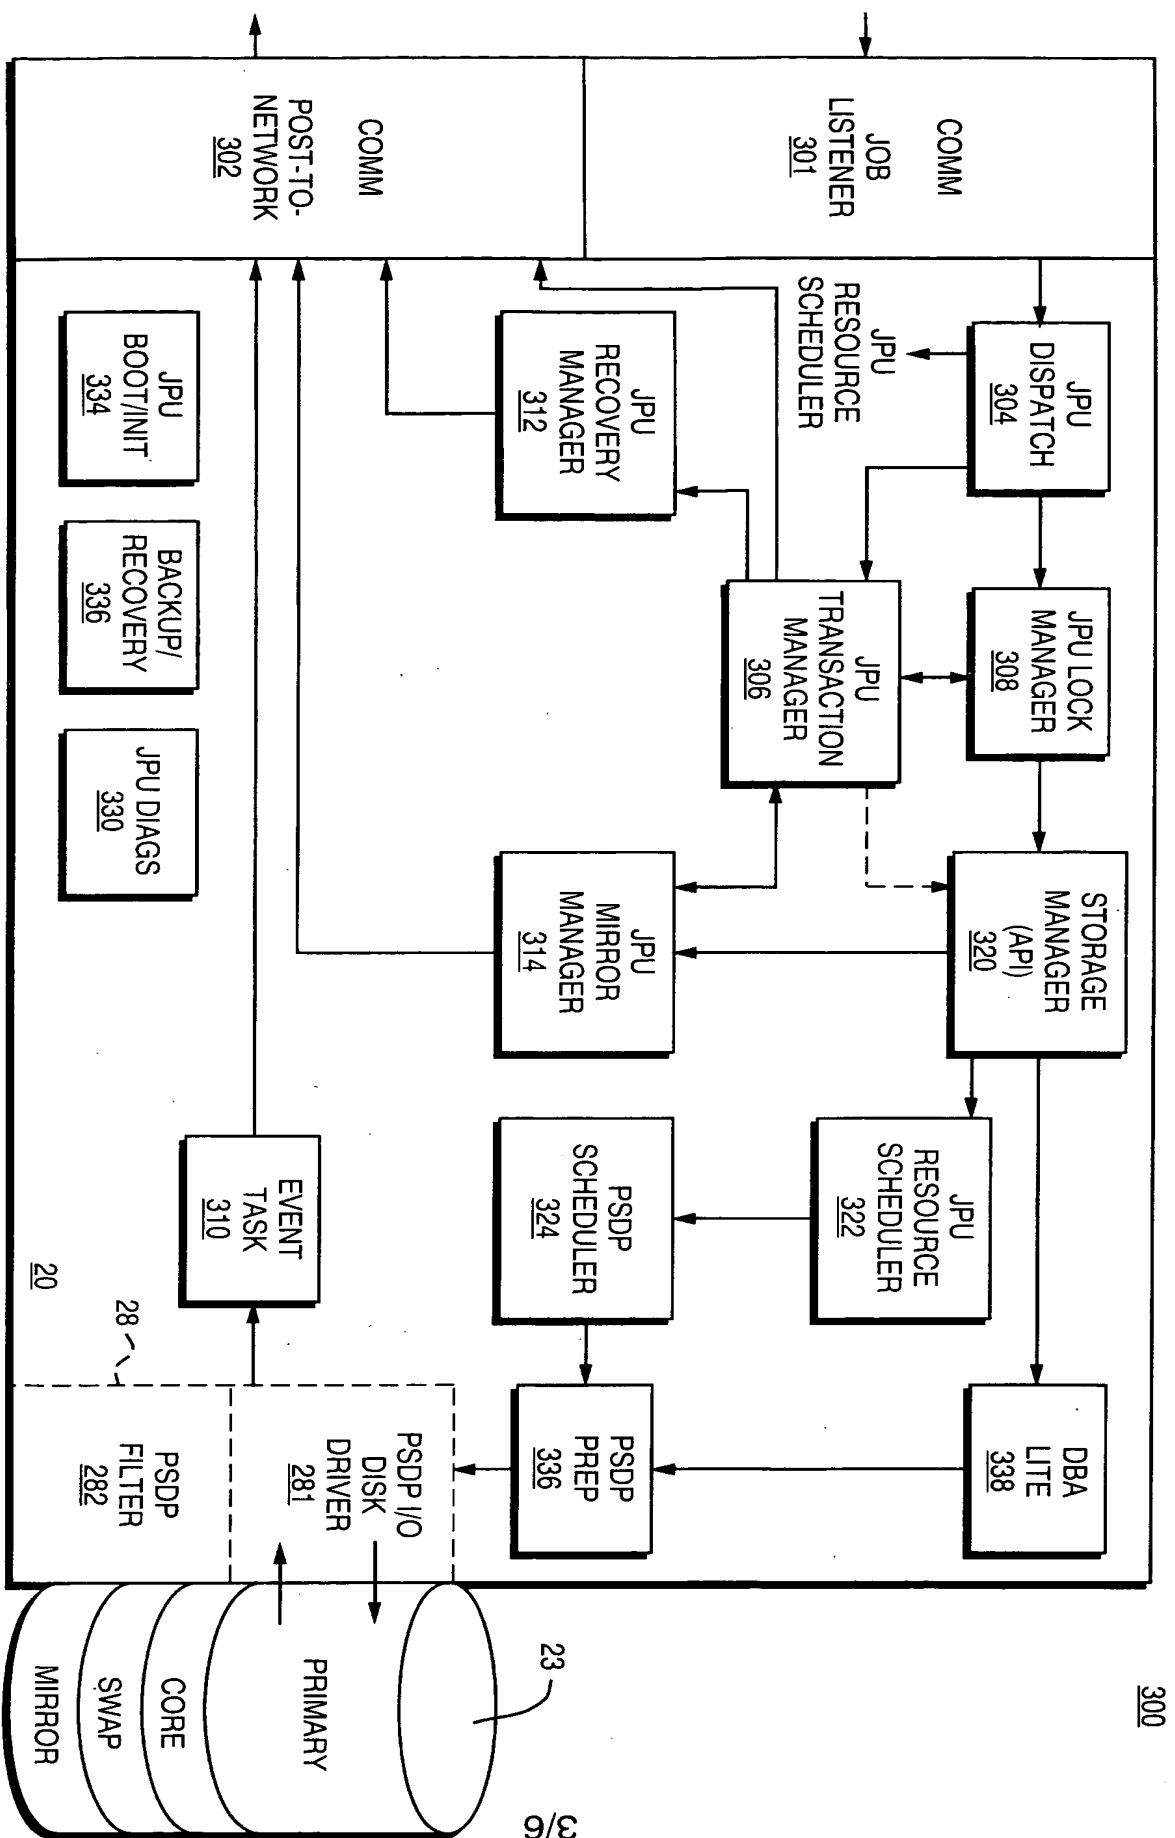 3/6
300
COMM
JOB
LISTENER
301
COMM
POST-TO-
NETWORK
302
JPU
DISPATCH
304
JPU
RESOURCE
SCHEDULER
JPU LOCK
MANAGER
308
JPU
TRANSACTION
MANAGER
306
JPU
RECOVERY
MANAGER
312
STORAGE
MANAGER
(API)
320
JPU
MIRROR
MANAGER
314
JPU
RESOURCE
SCHEDULER
322
PSDP
SCHEDULER
324
DBA
LITE
338
PSDP
PREP
336
EVENT
TASK
310
JPU
BOOT/INIT
334
BACKUP/
RECOVERY
336
JPU DIAGS
330
20
28
PSDP I/O
DISK
DRIVER
281
PSDP
FILTER
282
23
PRIMARY
CORE
SWAP
MIRROR